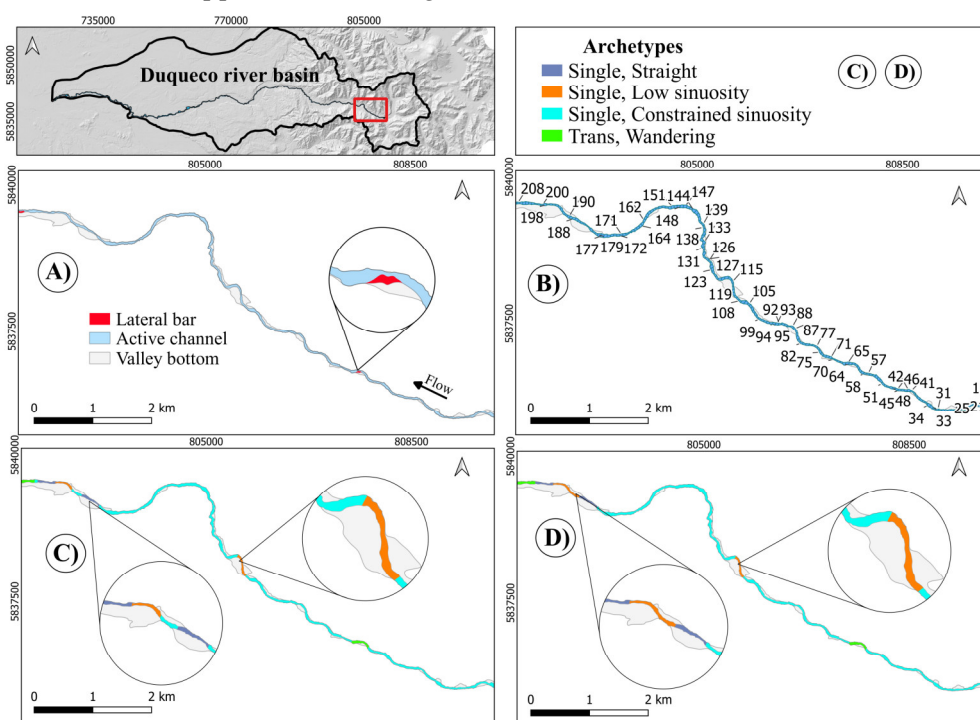 735000 770000 805000
5850000
5835000
Duqueco river basin
Archetypes
Single, Straight
Single, Low sinuosity
Single, Constrained sinuosity
Trans, Wandering
C) D)
805000 808500
5840000
5837500
A)
Lateral bar
Active channel
Valley bottom
Flow
0 1 2 km
805000 808500
5840000
5837500
B)
208 200 190 198 188 171 177 179 172 162 164 151 144 147 148 139 133 138 126 131 127 123 115 119 108 105 99 94 92 93 88 95 87 77 82 75 71 70 64 65 58 57 51 45 42 46 41 48 34 31 33 25
0 1 2 km
805000 808500
5840000
5837500
C)
0 1 2 km
805000 808500
5840000
5837500
D)
0 1 2 km